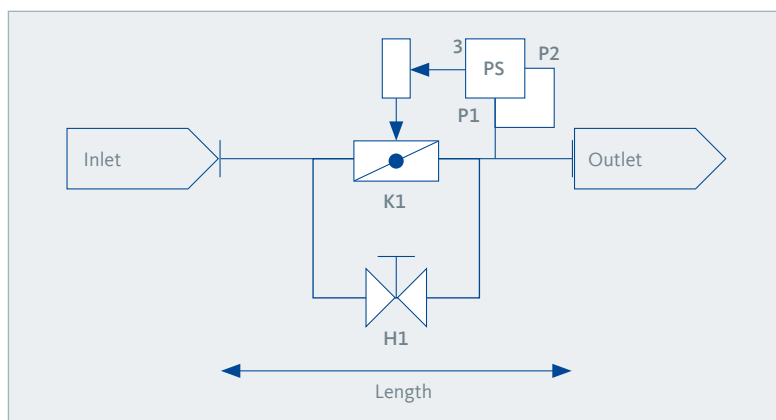 3
PS
P2
P1
Inlet
Outlet
K1
H1
Length